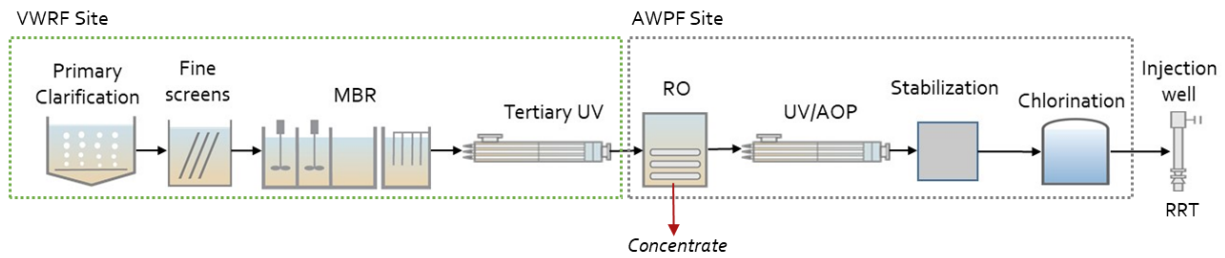 VWRF Site
AWPF Site
Primary
Clarification
Fine
screens
MBR
Tertiary UV
RO
UV/AOP
Stabilization
Chlorination
Injection
well
RRT
Concentrate